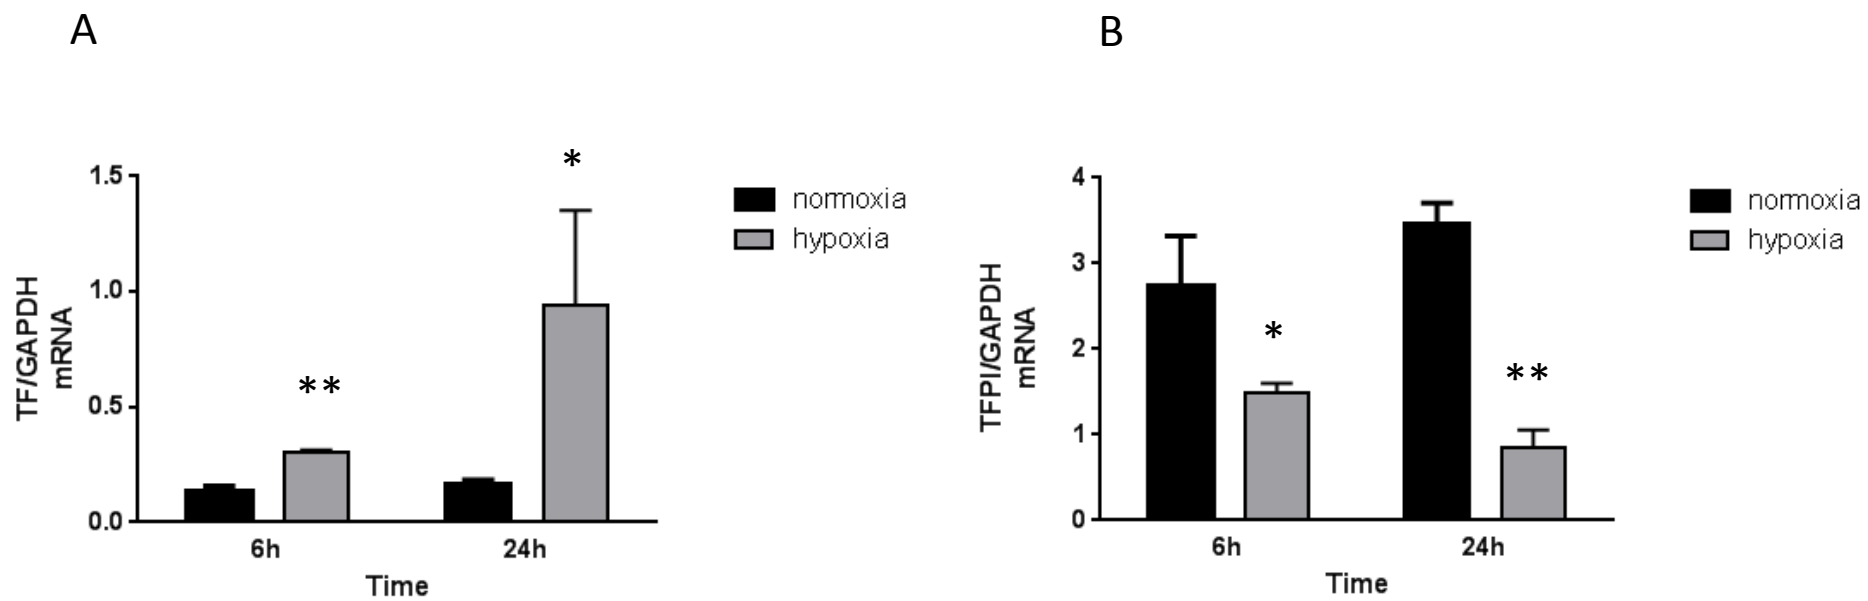 A
1.5
1.0
0.5
0.0
TF/GAPDH
mRNA
**
*
6h
24h
Time
normoxia
hypoxia
B
4
3
2
1
0
TFPI/GAPDH
mRNA
*
**
6h
24h
Time
normoxia
hypoxia